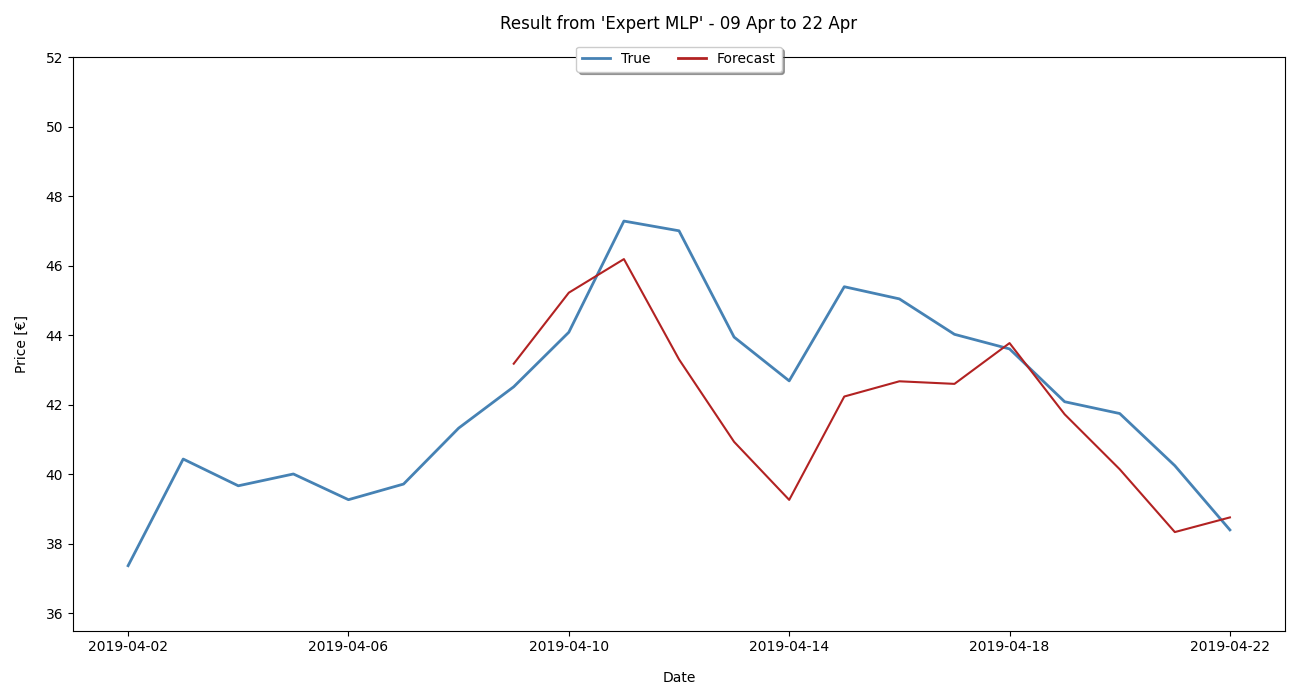 Result from 'Expert MLP' - 09 Apr to 22 Apr
True Forecast
Price [€]
52
50
48
46
44
42
40
38
36
2019-04-02 2019-04-06 2019-04-10 2019-04-14 2019-04-18 2019-04-22
Date